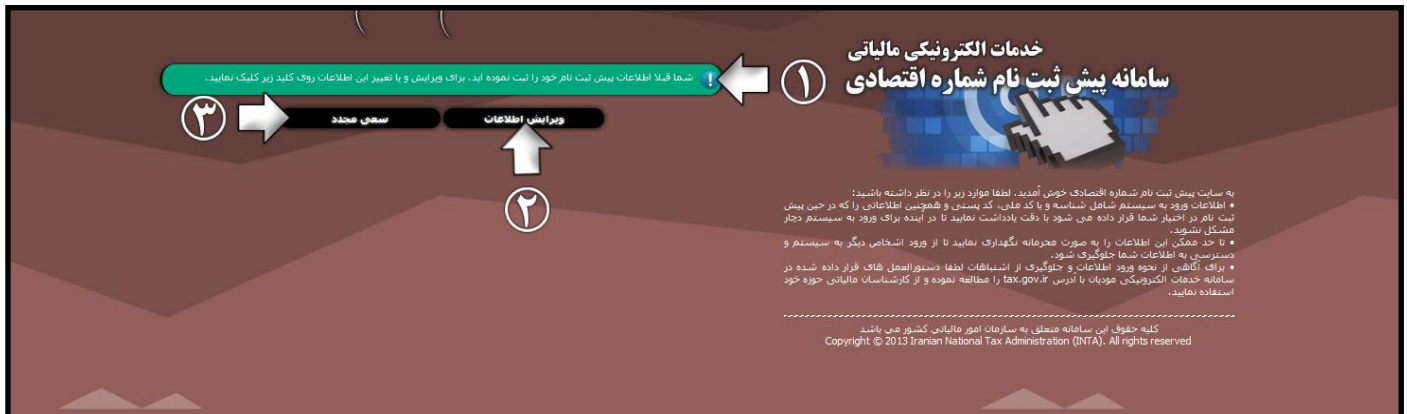 خدمات الکترونیکی مالیاتی
سامانه پیش ثبت نام شماره اقتصادی
۱
شما قبلا اطلاعات پیش ثبت نام خود را ثبت نموده اید، برای ویرایش و یا تغییر این اطلاعات روی کلید زیر کلیک نمایید.
ویرایش اطلاعات
سعی مجدد
۳
۲
به سایت پیش ثبت نام شماره اقتصادی خوش آمدید، لطفا موارد زیر را در نظر داشته باشید:
• اطلاعات ورود به سیستم شامل شناسه و یا کد ملی، کد پستی و همچنین اطلاعاتی را که در حین پیش
ثبت نام در اختیار شما قرار داده می شود با دقت یادداشت نمایید تا در آینده برای ورود به سیستم دچار
مشکل نشوید.
• تا حد ممکن این اطلاعات را به صورت محرمانه نگهداری نمایید تا از ورود اشخاص دیگر به سیستم و
دسترسی به اطلاعات شما جلوگیری شود.
• برای آگاهی از نحوه ورود اطلاعات و جلوگیری از اشتباهات لطفا دستورالعمل های قرار داده شده در
سامانه خدمات الکترونیکی مودیان با آدرس tax.gov.ir را مطالعه نموده و از کارشناسان مالیاتی حوزه خود
استفاده نمایید.
کلیه حقوق این سامانه متعلق به سازمان امور مالیاتی کشور می باشد
Copyright © 2013 Iranian National Tax Administration (INTA). All rights reserved